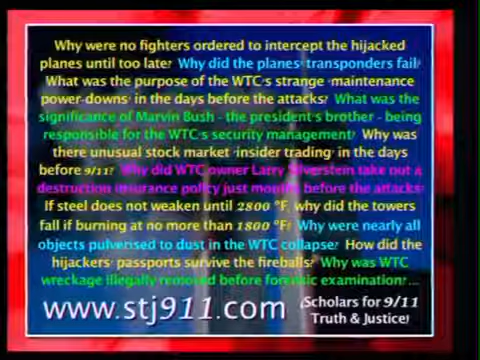 Why were no fighters ordered to intercept the hijacked
planes until too late? Why did the planes' transponders fail?
What was the purpose of the WTC's strange 'maintenance
power-downs' in the days before the attacks? What was the
significance of Marvin Bush - the president's brother - being
responsible for the WTC's security management? Why was
there unusual stock market 'insider trading' in the days
before 9/11? Why did WTC owner Larry Silverstein take out a
destruction insurance policy just months before the attacks?
If steel does not weaken until 2800 °F, why did the towers
fall if burning at no more than 1800 °F? Why were nearly all
objects pulverised to dust in the WTC collapse? How did the
hijackers' passports survive the fireballs? Why was WTC
wreckage illegally removed before forensic examination?...
www.stj911.com (Scholars for 9/11
Truth & Justice)